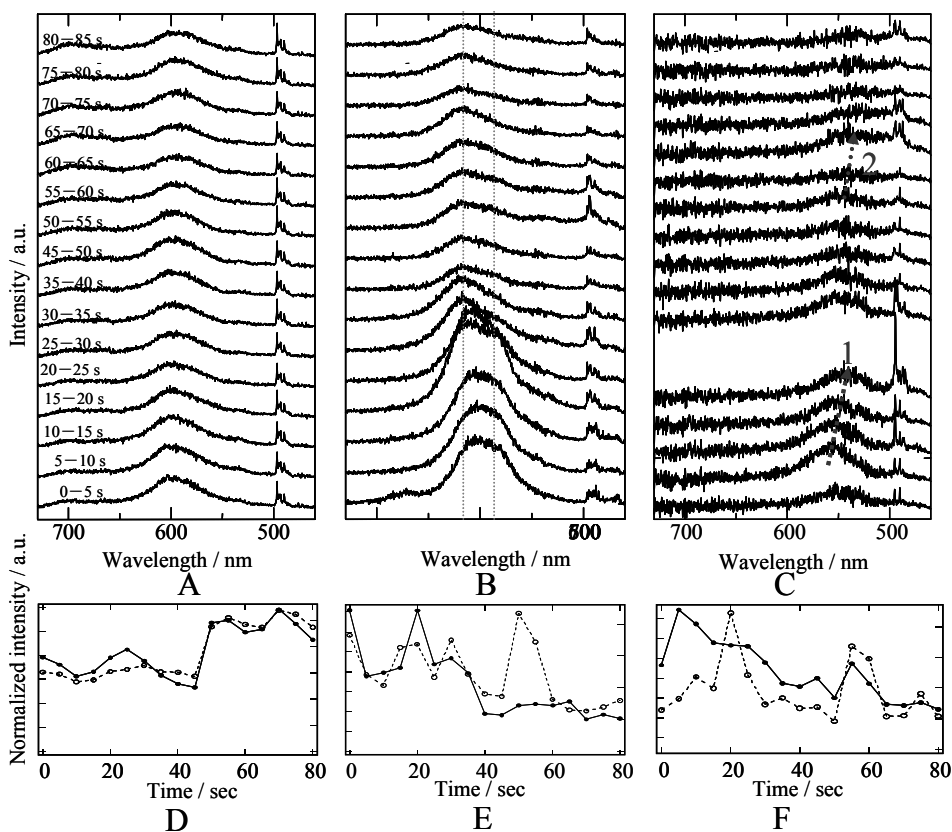 80−85 s
75−80 s
70−75 s
65−70 s
60−65 s
55−60 s
50−55 s
45−50 s
35−40 s
30−35 s
25−30 s
20−25 s
15−20 s
10−15 s
5−10 s
0−5 s
Intensity / a.u.
2
1
700 600 500
700 600 500
Wavelength / nm Wavelength / nm Wavelength / nm
A B C
Normalized intensity / a.u.
0 20 40 60 80 0 20 40 60 80 0 20 40 60 80
Time / sec Time / sec Time / sec
D E F